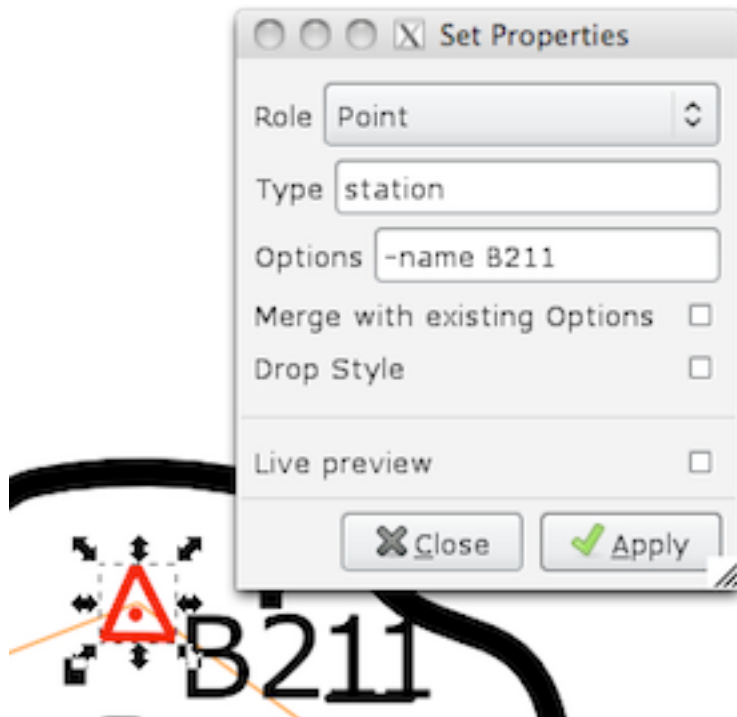 Set Properties
Role Point
Type station
Options -name B211
Merge with existing Options
Drop Style
Live preview
Close Apply
B211